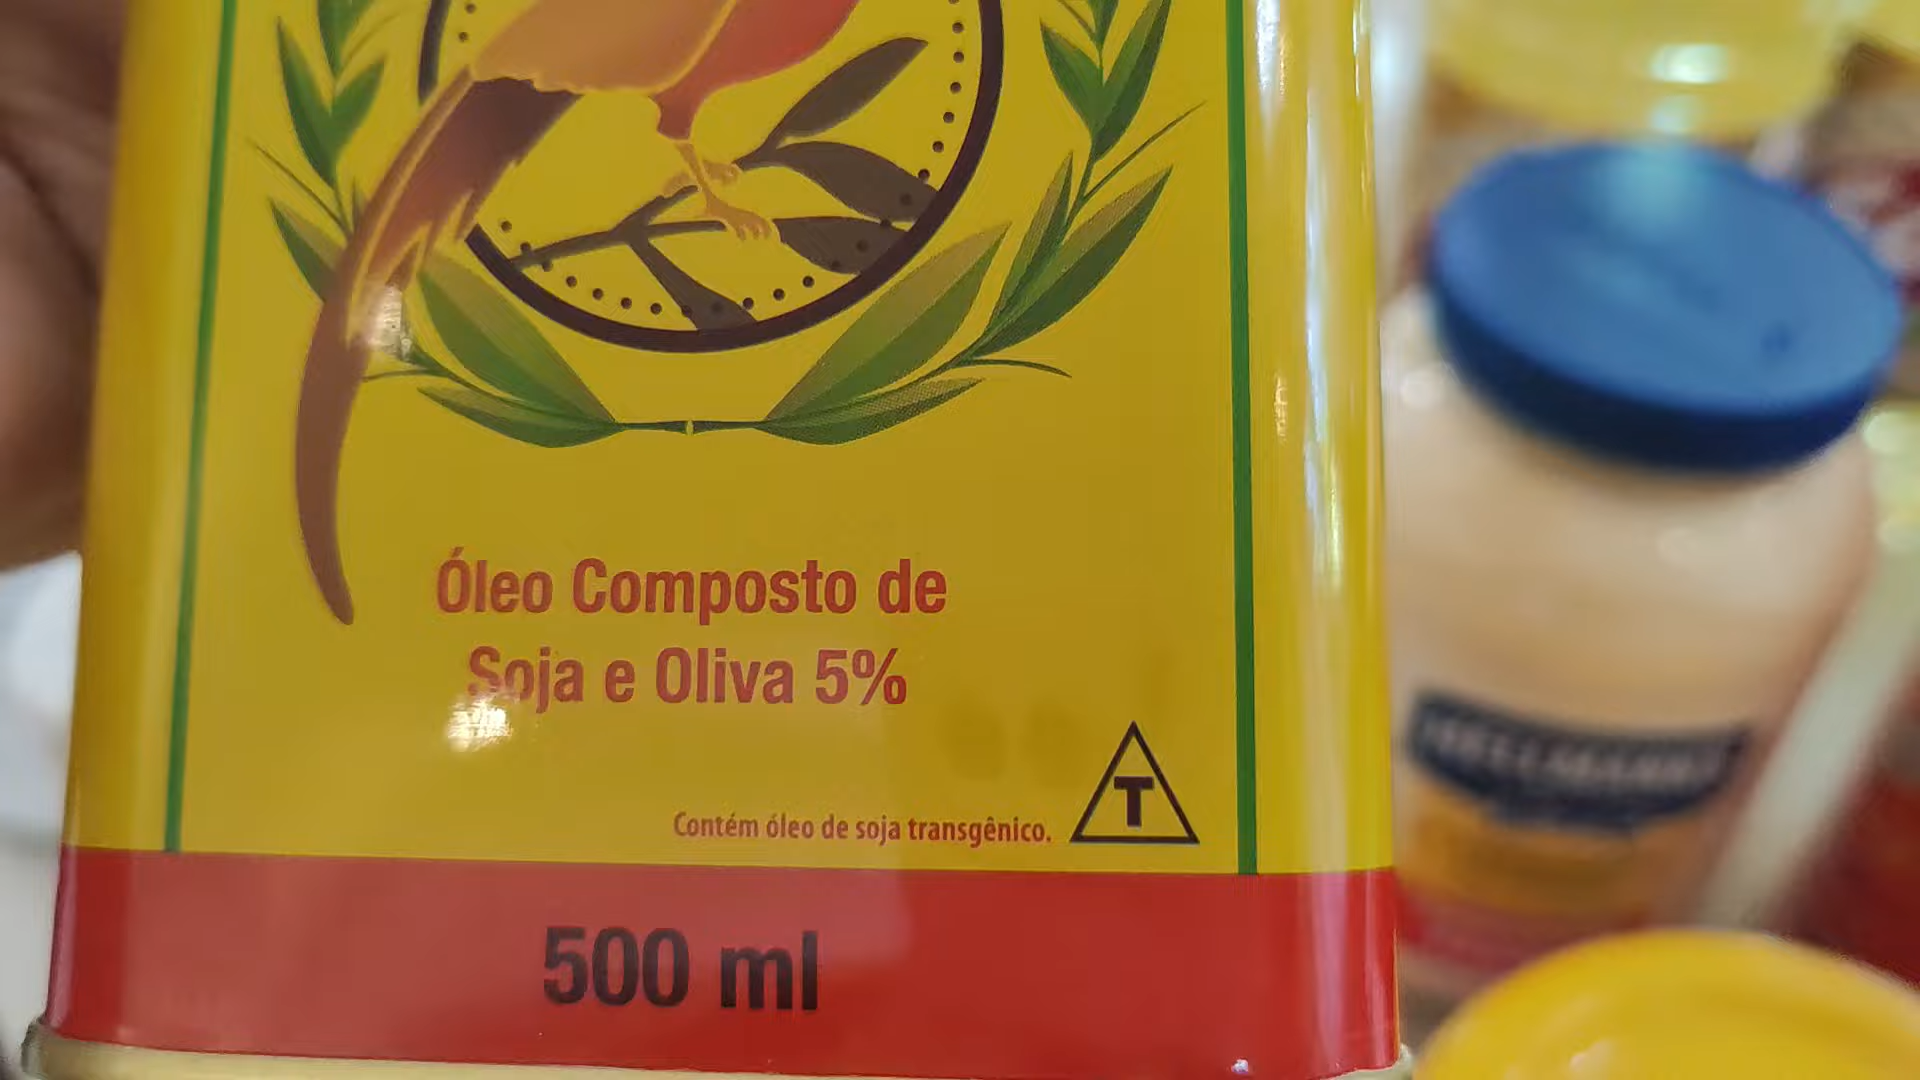 Óleo Composto de
Soja e Oliva 5%
Contém óleo de soja transgênico.
T
500 ml